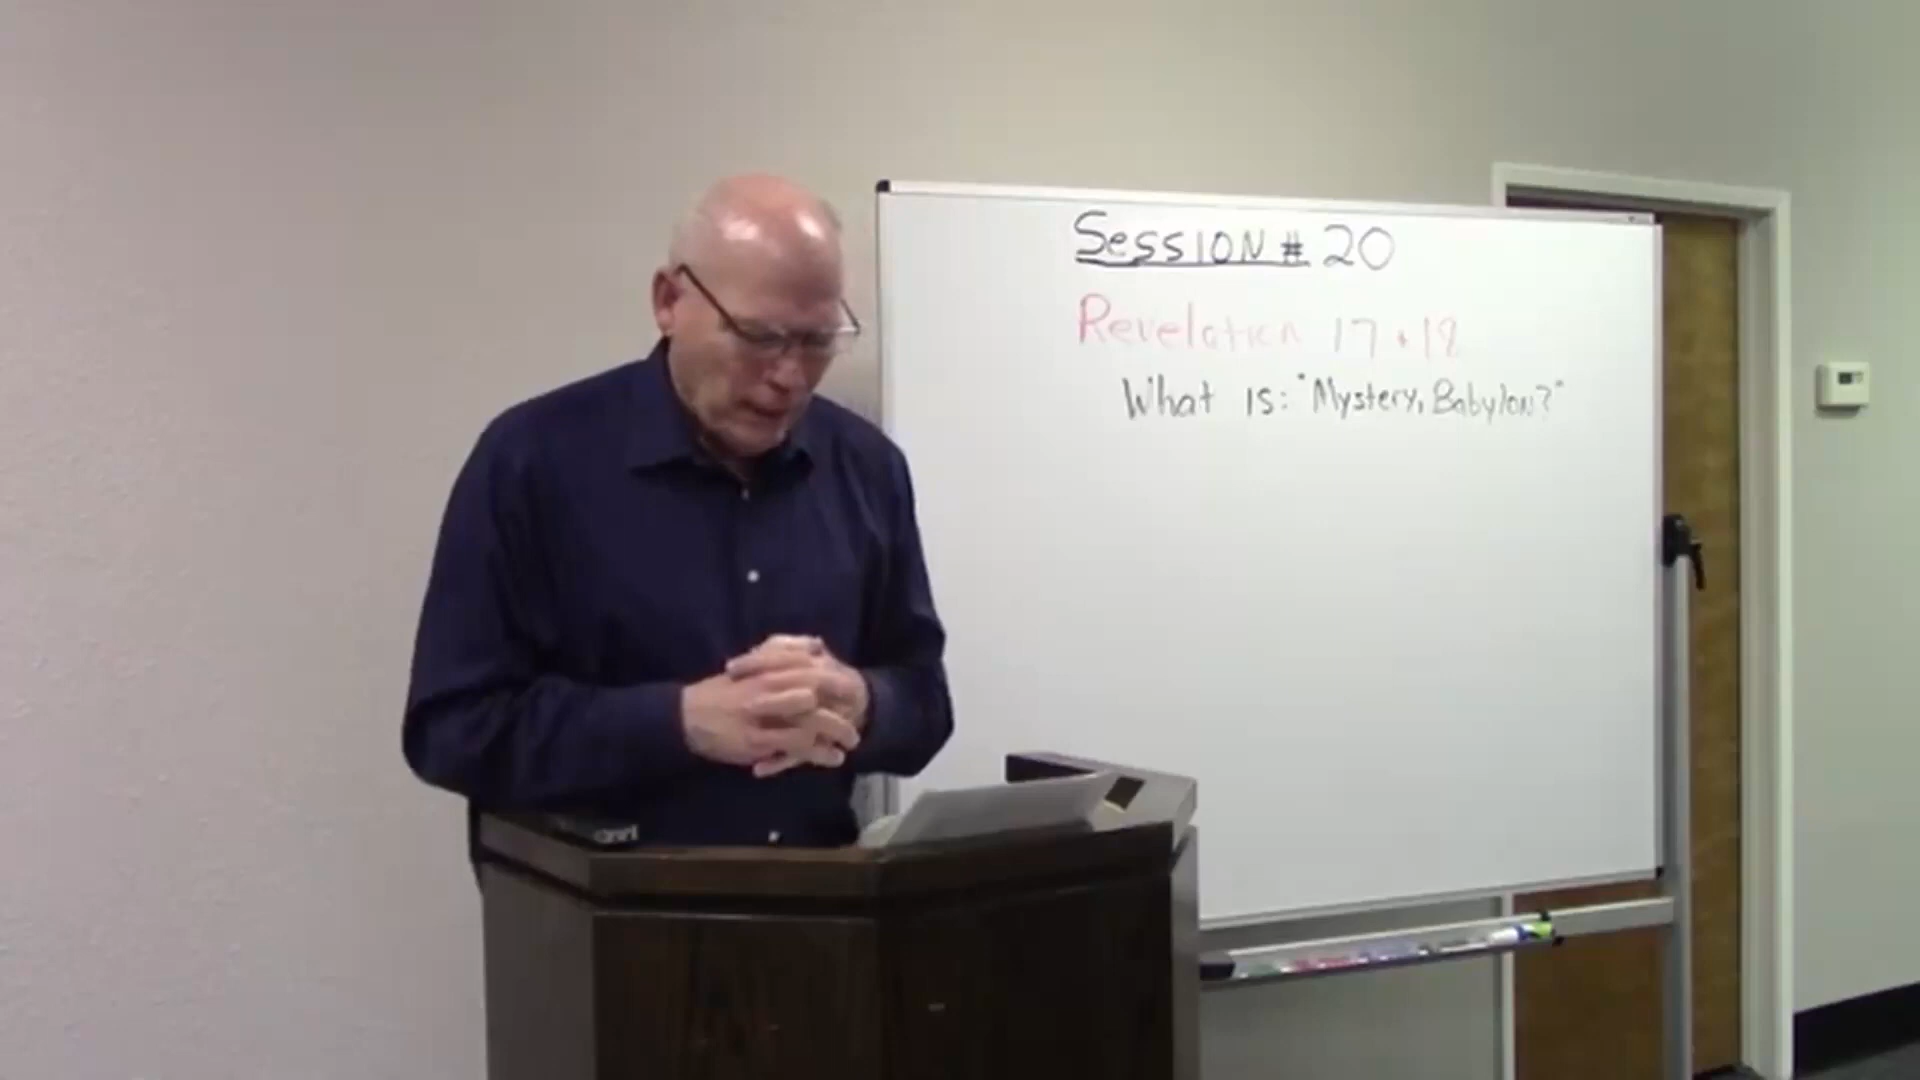 Session # 20
Revelation 17 + 18
What is: "Mystery, Babylon?"